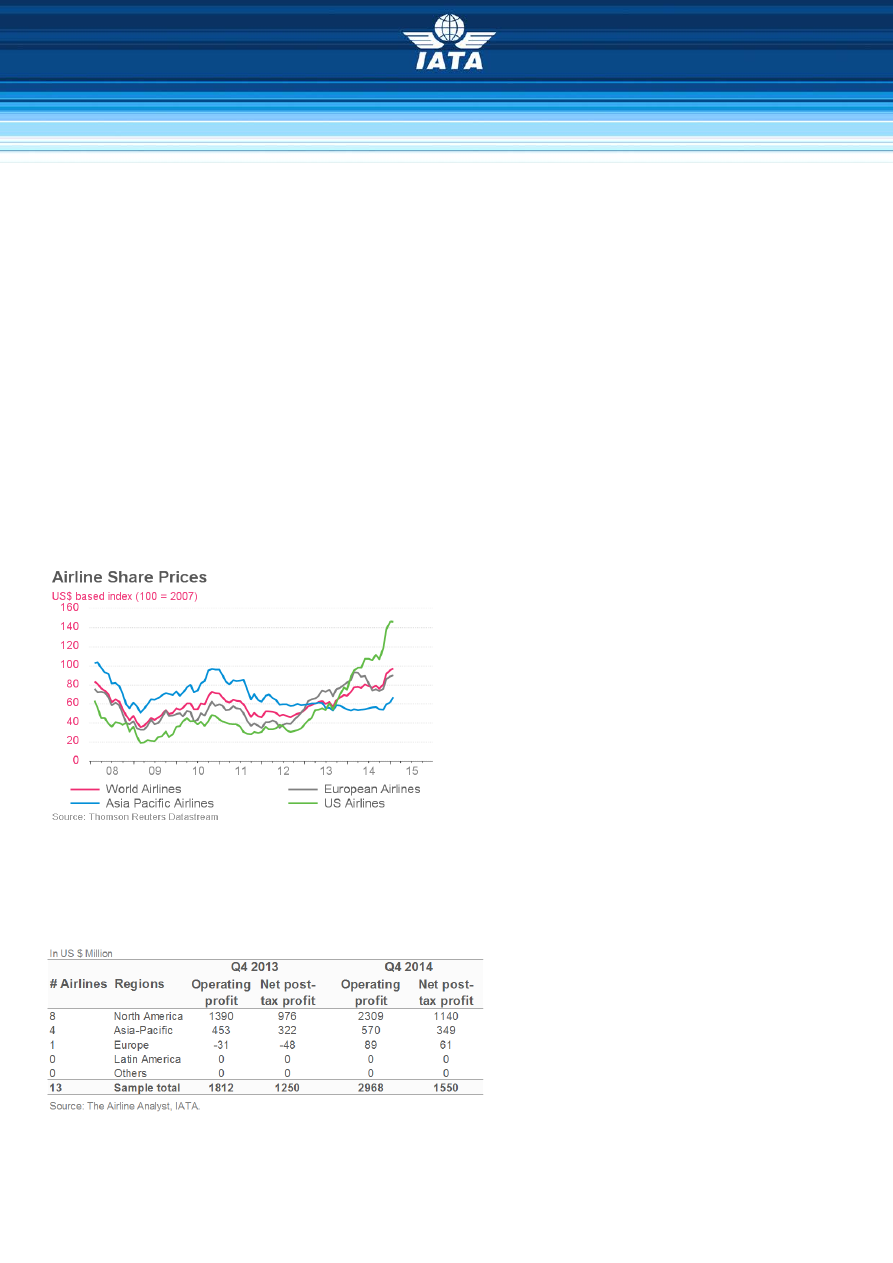 IATA
Airline Share Prices
US$ based index (100 = 2007)
160
140
120
100
80
60
40
20
0
08 09 10 11 12 13 14 15
World Airlines European Airlines
Asia Pacific Airlines US Airlines
Source: Thomson Reuters Datastream
In US $ Million
Q4 2013 Q4 2014
# Airlines Regions Operating profit Net post-tax profit Operating profit Net post-tax profit
8 North America 1390 976 2309 1140
4 Asia-Pacific 453 322 570 349
1 Europe -31 -48 89 61
0 Latin America 0 0 0 0
0 Others 0 0 0 0
13 Sample total 1812 1250 2968 1550
Source: The Airline Analyst, IATA.